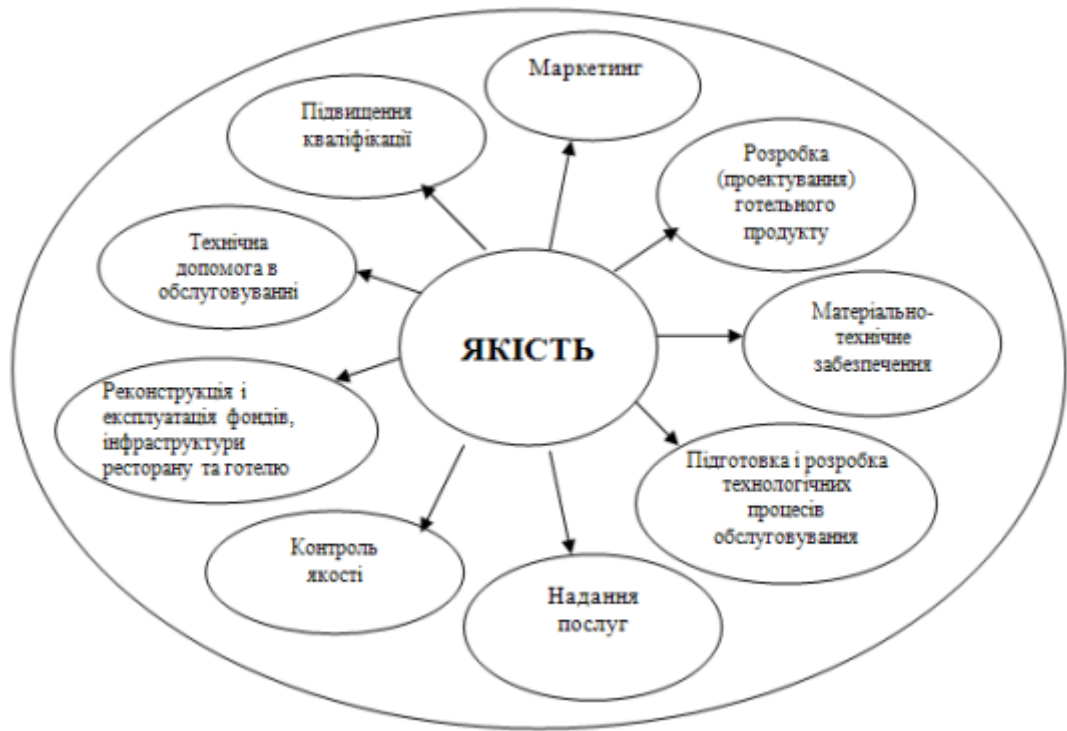 Маркетинг
Підвищення
кваліфікації
Розробка
(проектування)
готельного
продукту
Технічна
допомога в
обслуговуванні
Матеріально-
технічне
забезпечення
ЯКІСТЬ
Реконструкція і
експлуатація фондів,
інфраструктури
ресторану та готелю
Підготовка і розробка
технологічних
процесів
обслуговування
Контроль
якості
Надання
послуг